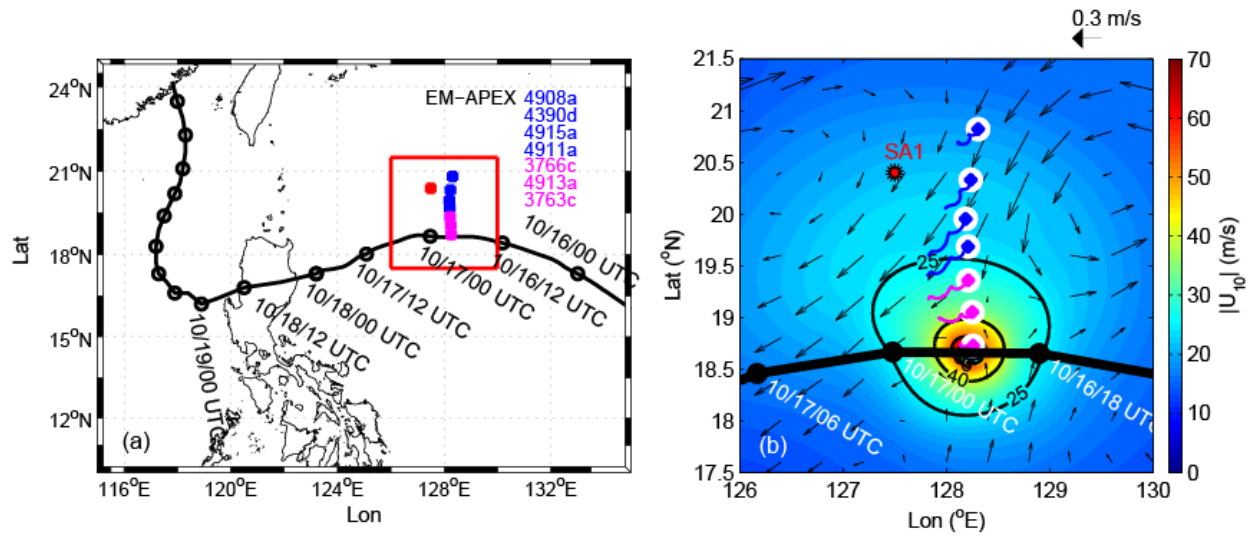 24°N
21°N
18°N
15°N
12°N
Lat
116°E
120°E
124°E
128°E
132°E
Lon
(a)
EM-APEX
4908a
4390d
4915a
4911a
3766c
4913a
3763c
10/16/00 UTC
10/16/12 UTC
10/17/00 UTC
10/17/12 UTC
10/18/00 UTC
10/18/12 UTC
10/19/00 UTC
0.3 m/s
21.5
21
20.5
20
19.5
19
18.5
18
17.5
Lat (°N)
126
127
128
129
130
Lon (°E)
(b)
SA1
25
40
25
10/16/18 UTC
10/17/00 UTC
10/17/06 UTC
70
60
50
40
30
20
10
0
|U10| (m/s)